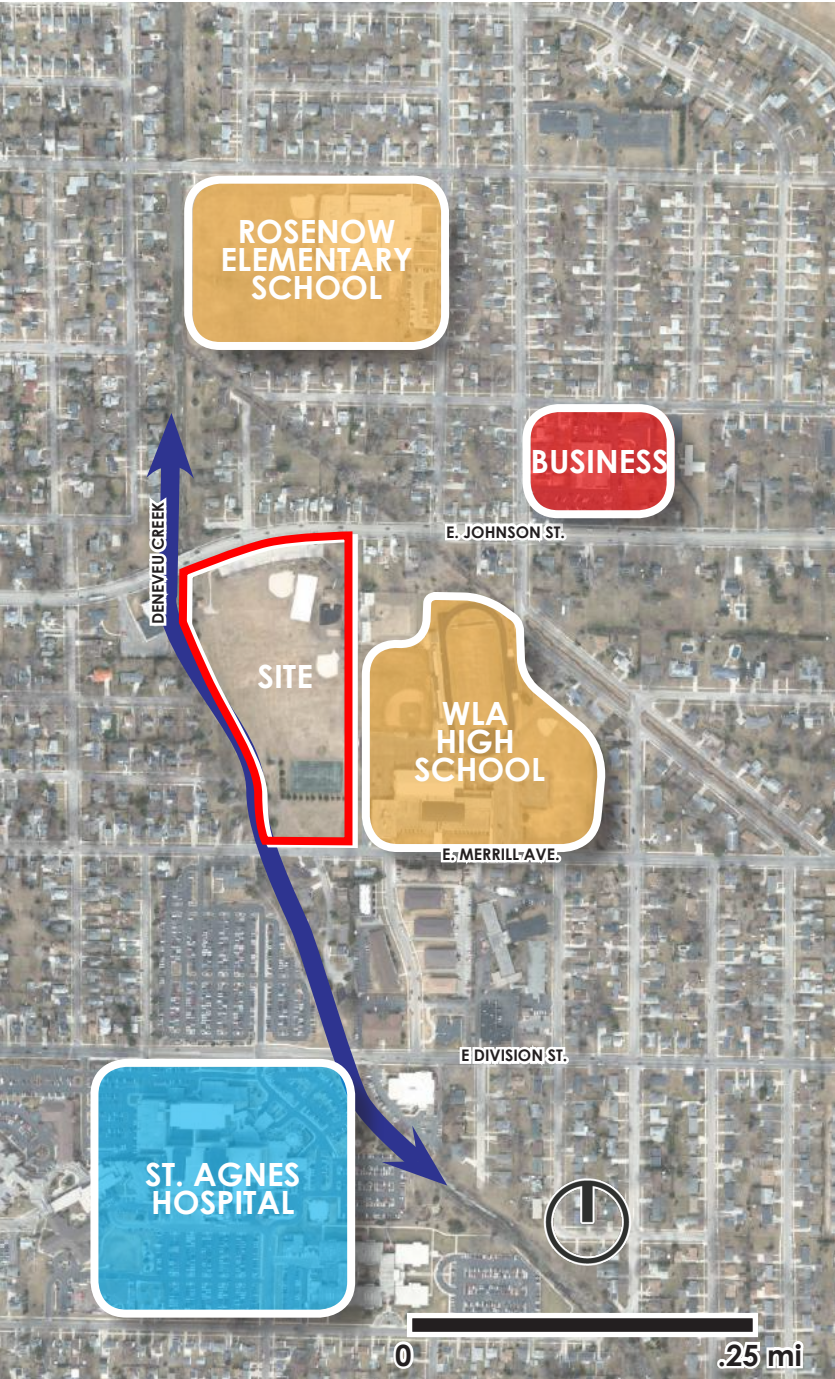 ROSENOW
ELEMENTARY
SCHOOL
BUSINESS
E. JOHNSON ST.
DENEVEU CREEK
SITE
WLA
HIGH
SCHOOL
E. MERRILL AVE.
E DIVISION ST.
ST. AGNES
HOSPITAL
0
.25 mi